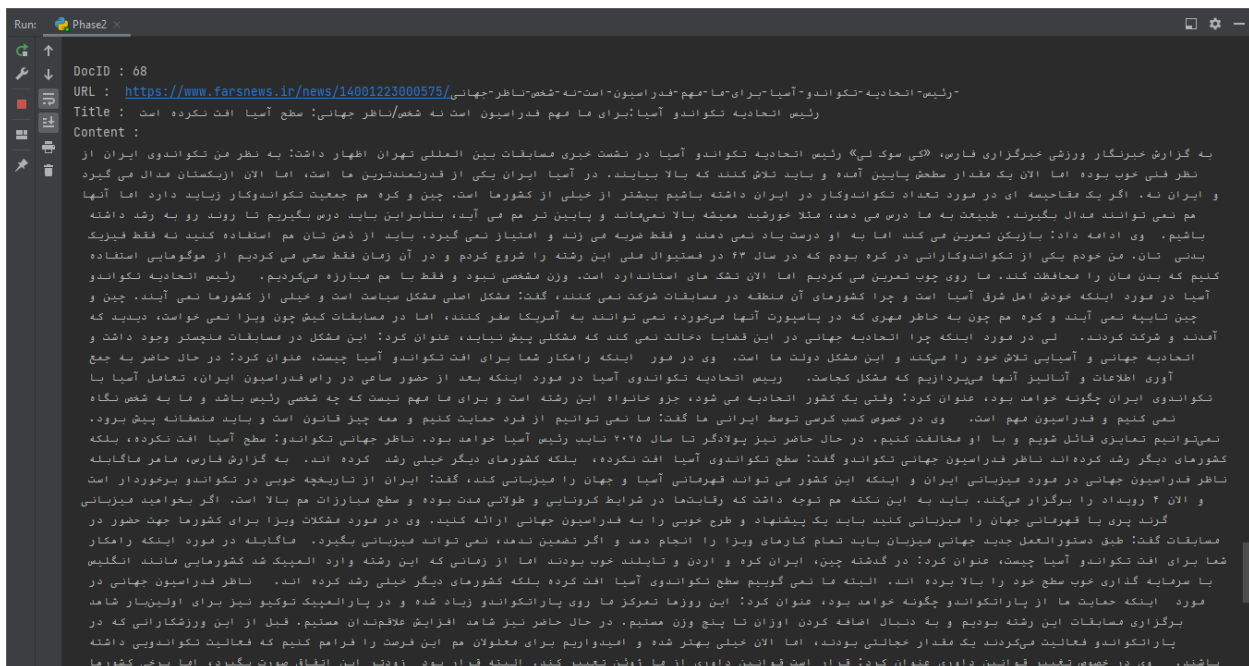 Run: Phase2
DocID : 68
URL : https://www.farsnews.ir/news/14001223000575/رئیس-اتحادیه-تکواندو-آسیا-برای-ما-مهم-فدراسیون-است-نه-شخص-ناظر-جهانی-
Title : رئیس اتحادیه تکواندو آسیا:برای ما مهم فدراسیون است نه شخص/ناظر جهانی: سطح آسیا افت نکرده است
Content :
به گزارش خبرنگار ورزشی خبرگزاری فارس، «کی سوک لی» رئیس اتحادیه تکواندو آسیا در نشست خبری مسابقات بین المللی تهران اظهار داشت: به نظر من تکواندوی ایران از
نظر فنی خوب بوده اما الان یک مقدار سطحش پایین آمده و باید تلاش کنند که بالا بیایند. در آسیا ایران یکی از قدرتمندترین ها است، اما الان ازبکستان مدال می گیرد
و ایران نه. اگر یک مقاحیسه ای در مورد تعداد تکواندوکار در ایران داشته باشیم بیشتر از خیلی از کشورها است. چین و کره هم جمعیت تکواندوکار زیاید دارد اما آنها
هم نمی توانند مدال بگیرند. طبیعت به ما درس می دهد، مثلا خورشید همیشه بالا نمی‌ماند و پایین تر هم می آید، بنابراین باید درس بگیریم تا روند رو به رشد داشته
باشیم. وی ادامه داد: بازیکن تمرین می کند اما به او درست یاد نمی دهند و فقط ضربه می زند و امتیاز نمی گیرد. باید از ذهن تان هم استفاده کنید نه فقط فیزیک
بدنی تان. من خودم یکی از تکواندوکارانی در کره بودم که در سال ۶۳ در فستیوال ملی این رشته را شروع کردم و در آن زمان فقط سعی می کردیم از هوگوهایی استفاده
کنیم که بدن مان را محافظت کند. ما روی چوب تمرین می کردیم اما الان تشک های استاندارد است. وزن مشخصی نبود و فقط با هم مبارزه می‌کردیم. رئیس اتحادیه تکواندو
آسیا در مورد اینکه خودش اهل شرق آسیا است و چرا کشورهای آن منطقه در مسابقات شرکت نمی کنند، گفت: مشکل اصلی مشکل سیاست است و خیلی از کشورها نمی آیند. چین و
چین تایپه نمی آیند و کره هم چون به خاطر مهری که در پاسپورت آنها می‌خورد، نمی توانند به آمریکا سفر کنند، اما در مسابقات کیش چون ویزا نمی خواست، دیدید که
آمدند و شرکت کردند. لی در مورد اینکه چرا اتحادیه جهانی در این قضایا دخالت نمی کند که مشکلی پیش نیاید، عنوان کرد: این مشکل در مسابقات منچستر وجود داشت و
اتحادیه جهانی و آسیایی تلاش خود را می‌کند و این مشکل دولت ها است. وی در مور اینکه راهکار شما برای افت تکواندو آسیا چیست، عنوان کرد: در حال حاضر به جمع
آوری اطلاعات و آنالیز آنها می‌پردازیم که مشکل کجاست. رییس اتحادیه تکواندوی آسیا در مورد اینکه بعد از حضور ساعی در راس فدراسیون ایران، تعامل آسیا با
تکواندوی ایران چگونه خواهد بود، عنوان کرد: وقتی یک کشور اتحادیه می شود، جزو خانواه این رشته است و برای ما مهم نیست که چه شخصی رئیس باشد و ما به شخص نگاه
نمی کنیم و فدراسیون مهم است. وی در خصوص کسب کرسی توسط ایرانی ها گفت: ما نمی توانیم از فرد حمایت کنیم و همه چیز قانون است و باید منصفانه پیش برود.
نمی‌توانیم تمایزی قائل شویم و با او مخالفت کنیم. در حال حاضر نیز پولادگر تا سال ۲۰۲۵ نایب رئیس آسیا خواهد بود. ناظر جهانی تکواندو: سطح آسیا افت نکرده، بلکه
کشورهای دیگر رشد کرده‌اند ناظر فدراسیون جهانی تکواندو گفت: سطح تکواندوی آسیا افت نکرده، بلکه کشورهای دیگر خیلی رشد کرده اند. به گزارش فارس، ماهر ماگابله
ناظر فدراسیون جهانی در مورد میزبانی ایران و اینکه این کشور می تواند قهرمانی آسیا و جهان را میزبانی کند، گفت: ایران از تاریخچه خوبی در تکواندو برخوردار است
و الان ۴ رویداد را برگزار می‌کند. باید به این نکته هم توجه داشت که رقابت‌ها در شرایط کرونایی و طولانی مدت بوده و سطح مبارزات هم بالا است. اگر بخواهید میزبانی
گرند پری یا قهرمانی جهان را میزبانی کنید باید یک پیشنهاد و طرح خوبی را به فدراسیون جهانی ارائه کنید. وی در مورد مشکلات ویزا برای کشورها جهت حضور در
مسابقات گفت: طبق دستورالعمل جدید جهانی میزبان باید تمام کارهای ویزا را انجام دهد و اگر تضمین ندهد، نمی تواند میزبانی بگیرد. ماگابله در مورد اینکه راهکار
شما برای افت تکواندو آسیا چیست، عنوان کرد: در گذشته چین، ایران کره و اردن و تایلند خوب بودند اما از زمانی که این رشته وارد المپیک شد کشورهایی مانند انگلیس
با سرمایه گذاری خوب سطح خود را بالا برده اند. البته ما نمی گوییم سطح تکواندوی آسیا افت کرده بلکه کشورهای دیگر خیلی رشد کرده اند. ناظر فدراسیون جهانی در
مورد اینکه حمایت ها از پاراتکواندو چگونه خواهد بود، عنوان کرد: این روزها تمرکز ما روی پاراتکواندو زیاد شده و در پارالمپیک توکیو نیز برای اولین‌بار شاهد
برگزاری مسابقات این رشته بودیم و به دنبال اضافه کردن اوزان تا پنج وزن هستیم. در حال حاضر نیز شاهد افزایش علاقمندان هستیم. قبل از این ورزشکارانی که در
پاراتکواندو فعالیت می‌کردند یک مقدار خجالتی بودند، اما الان خیلی بهتر شده و امیدواریم برای معلولان هم این فرصت را فراهم کنیم که فعالیت تکواندویی داشته
باشند. وی در خصوص تغییر قوانین داوری عنوان کرد: قرار است قوانین داوری از ما ژوئن تغییر کند. البته قرار بود زودتر این اتفاق صورت بگیرد، اما برخی کشورها